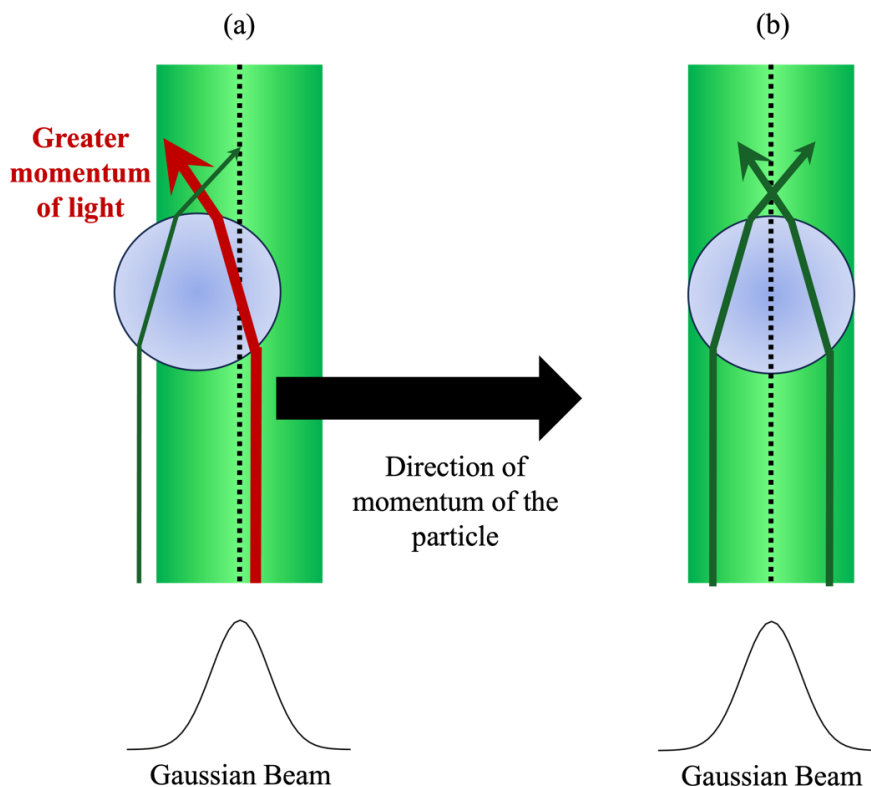 (a)
(b)
Greater
momentum
of light
Direction of
momentum of the
particle
Gaussian Beam
Gaussian Beam